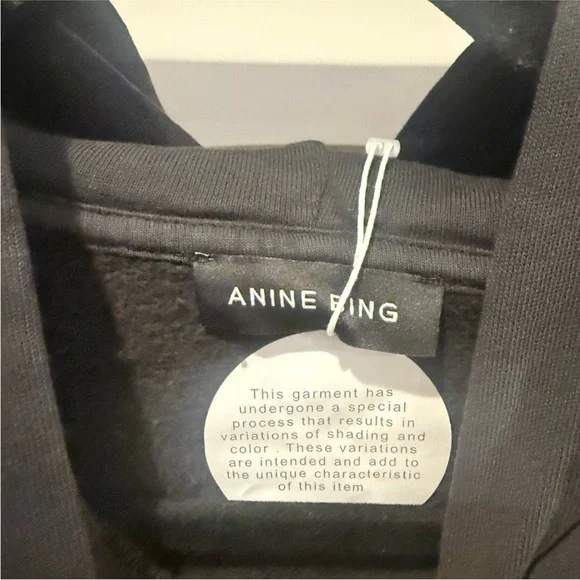 ANINE BING
This garment has
undergone a special
process that results in
variations of shading and
color . These variations
are intended and add to
the unique characteristic
of this item